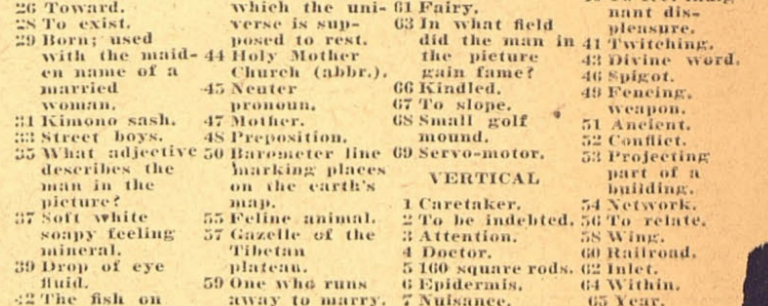 26 Toward.
28 To exist.
29 Born; used
with the maid-
en name of a
married
woman.
31 Kimono sash.
33 Street boys.
35 What adjective
describes the
man in the
picture?
37 Soft white
soapy feeling
mineral.
39 Drop of eye
fluid.
42 The fish on
which the uni-
verse is sup-
posed to rest.
44 Holy Mother
Church (abbr.).
45 Neuter
pronoun.
47 Mother.
48 Preposition.
50 Barometer line
marking places
on the earth's
map.
55 Feline animal.
57 Gazelle of the
Tibetan
plateau.
59 One who runs
away to marry.
61 Fairy.
63 In what field
did the man in
the picture
gain fame?
66 Kindled.
67 To slope.
68 Small golf
mound.
69 Servo-motor.
VERTICAL
1 Caretaker.
2 To be indebted.
3 Attention.
4 Doctor.
5 160 square rods.
6 Epidermis.
7 Nuisance.
nant dis-
pleasure.
41 Twitching.
43 Divine word.
46 Spigot.
49 Fencing
weapon.
51 Ancient.
52 Conflict.
53 Projecting
part of a
building.
54 Network.
56 To relate.
58 Wing.
60 Railroad.
62 Inlet.
64 Within.
65 Year.